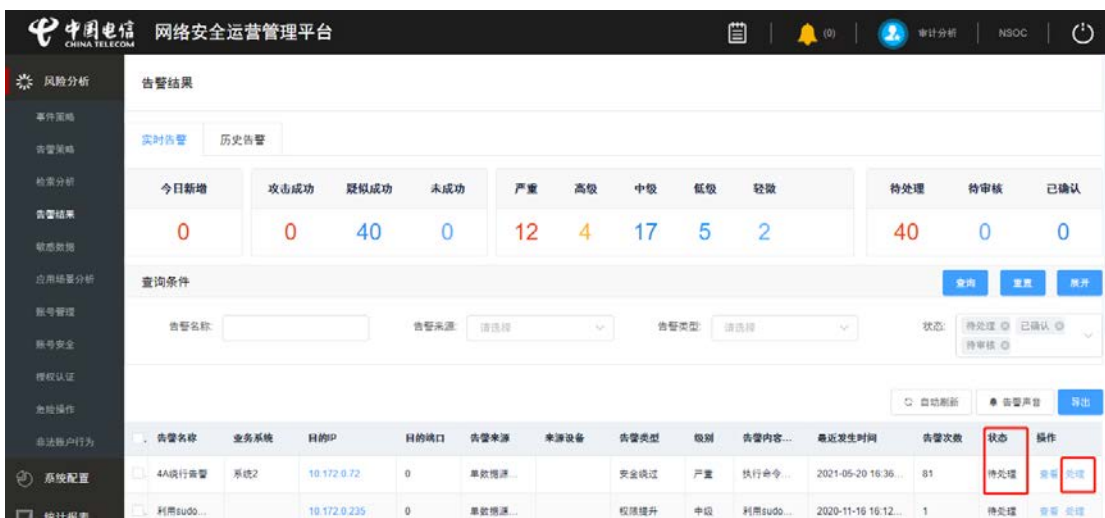 中国电信 网络安全运营管理平台 (0) 审计分析 NSOC
CHINA TELECOM
风险分析
告警结果
事件策略
告警策略
实时告警 历史告警
检索分析
今日新增 攻击成功 疑似成功 未成功 严重 高级 中级 低级 轻微 待处理 待审核 已确认
告警结果
0 0 40 0 12 4 17 5 2 40 0 0
敏感数据
应用场景分析
查询条件 查询 重置 展开
账号管理
告警名称: 告警来源: 请选择 告警类型: 请选择 状态: 待处理 已确认
待审核
账号安全
授权认证
危险操作
自动刷新 告警声音 导出
非法账户行为
告警名称 业务系统 目的IP 目的端口 告警来源 来源设备 告警类型 级别 告警内容... 最近发生时间 告警次数 状态 操作
系统配置
4A绕行告警 系统2 10.172.0.72 0 单数据源... 安全绕过 严重 执行命令... 2021-05-20 16:36... 81 待处理 查看 处理
统计报表
利用sudo... 10.172.0.235 0 单数据源... 权限提升 中级 利用sudo... 2020-11-16 16:12... 1 待处理 查看 处理